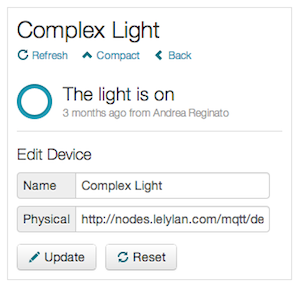 Complex Light
Refresh Compact Back
The light is on
3 months ago from Andrea Reginato
Edit Device
Name Complex Light
Physical http://nodes.lelylan.com/mqtt/de
Update Reset